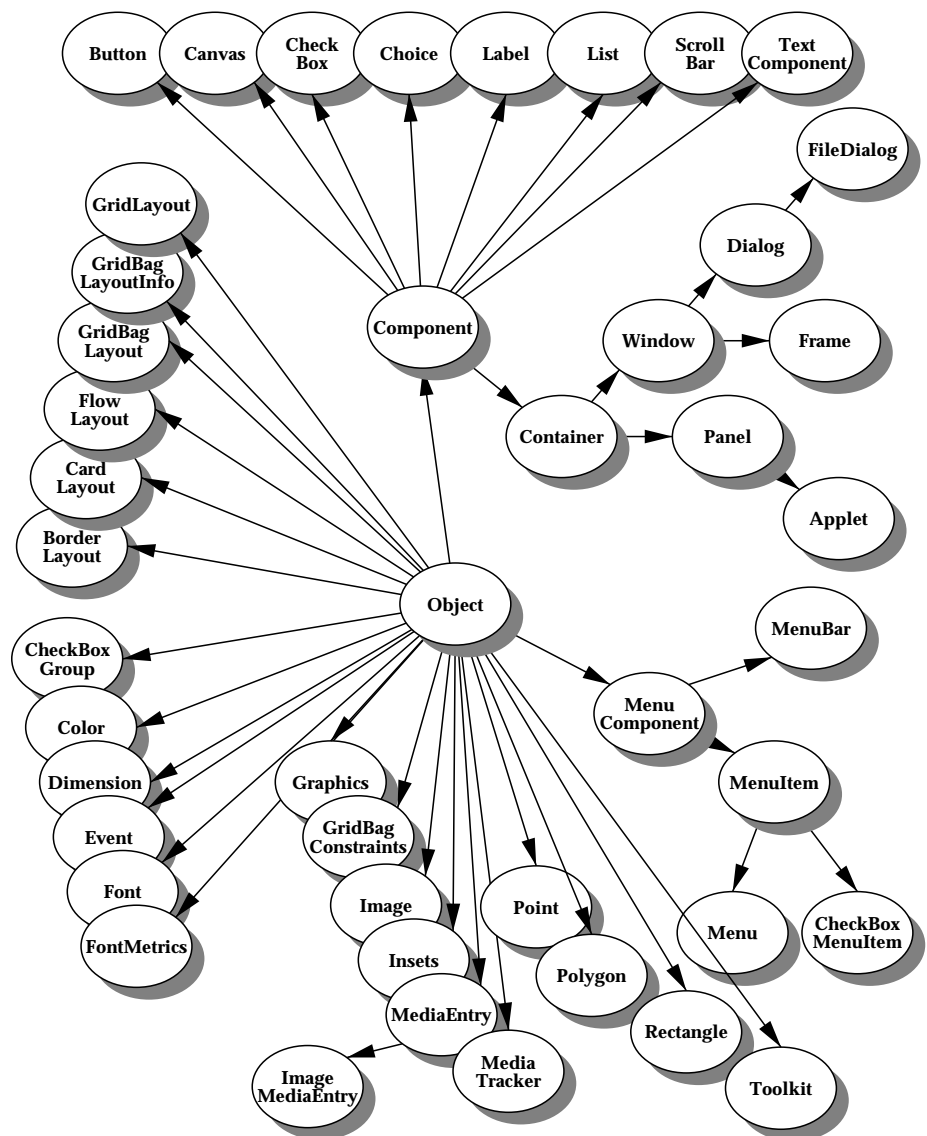 Button
Canvas
Check
Box
Choice
Label
List
Scroll
Bar
Text
Component
FileDialog
GridLayout
Dialog
GridBag
LayoutInfo
Component
GridBag
Layout
Window
Frame
Flow
Layout
Container
Panel
Card
Layout
Applet
Border
Layout
Object
MenuBar
CheckBox
Group
Menu
Component
Color
Dimension
Graphics
MenuItem
Event
GridBag
Constraints
Font
Image
Point
Menu
CheckBox
MenuItem
FontMetrics
Insets
Polygon
MediaEntry
Rectangle
Image
MediaEntry
Media
Tracker
Toolkit